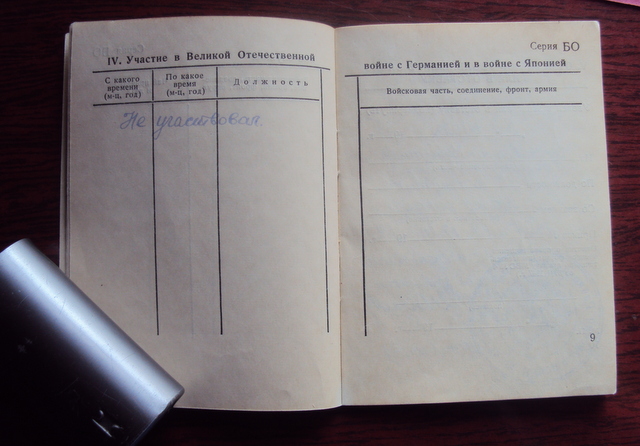 IV. Участие в Великой Отечественной
С какого времени (м-ц, год)
По какое время (м-ц, год)
Должность
Не участвовал
Серия БО
войне с Германией и в войне с Японией
Войсковая часть, соединение, фронт, армия
9